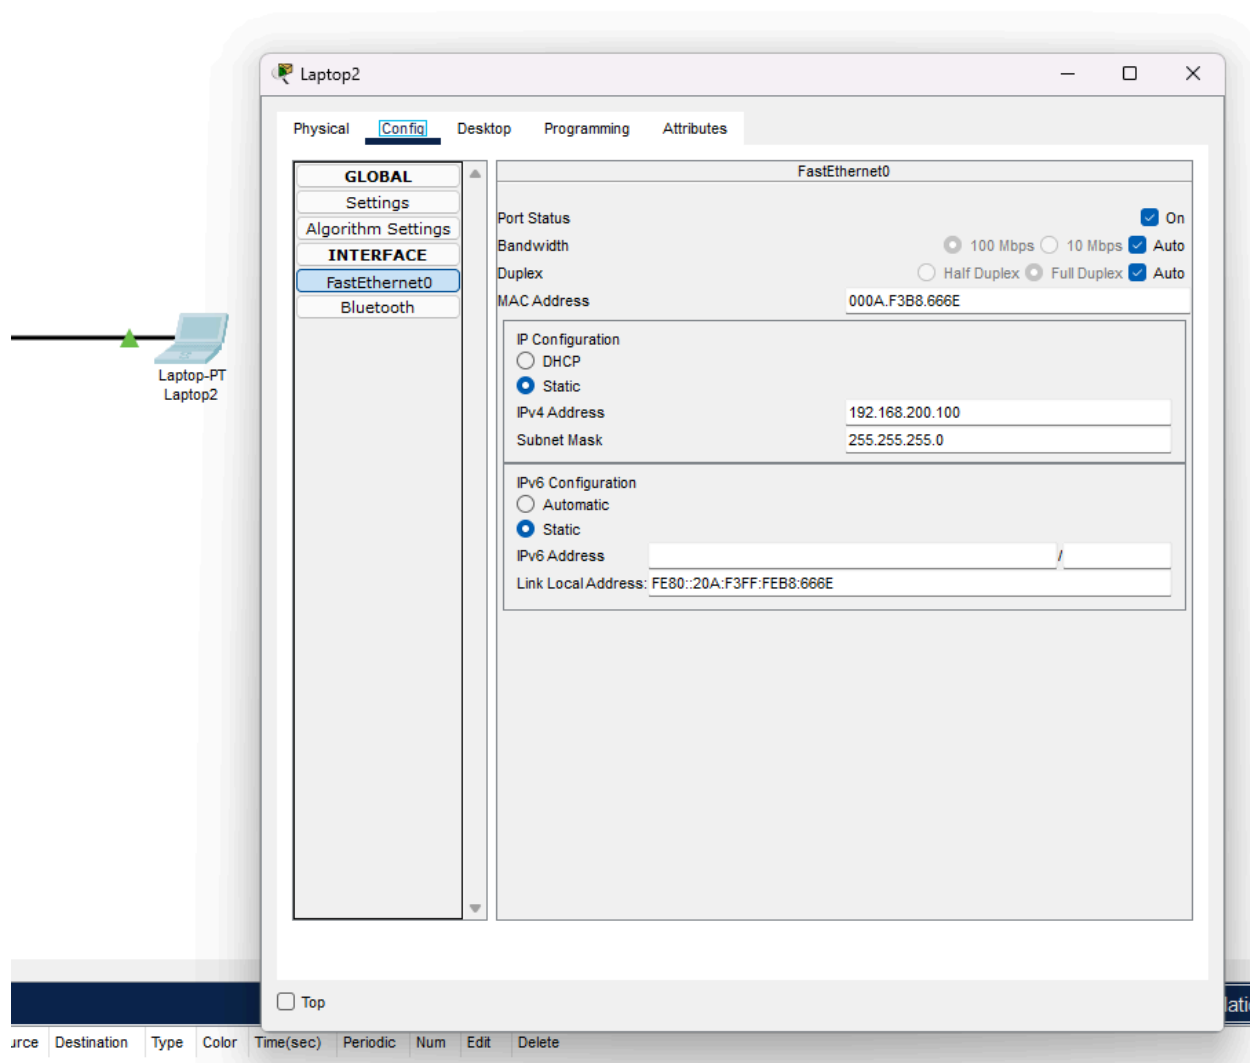 Laptop2
Physical Config Desktop Programming Attributes
GLOBAL
Settings
Algorithm Settings
INTERFACE
FastEthernet0
Bluetooth
FastEthernet0
Port Status On
Bandwidth 100 Mbps 10 Mbps Auto
Duplex Half Duplex Full Duplex Auto
MAC Address 000A.F3B8.666E
IP Configuration
DHCP
Static
IPv4 Address 192.168.200.100
Subnet Mask 255.255.255.0
IPv6 Configuration
Automatic
Static
IPv6 Address /
Link Local Address: FE80::20A:F3FF:FEB8:666E
Laptop-PT
Laptop2
Top
Destination Type Color Time(sec) Periodic Num Edit Delete